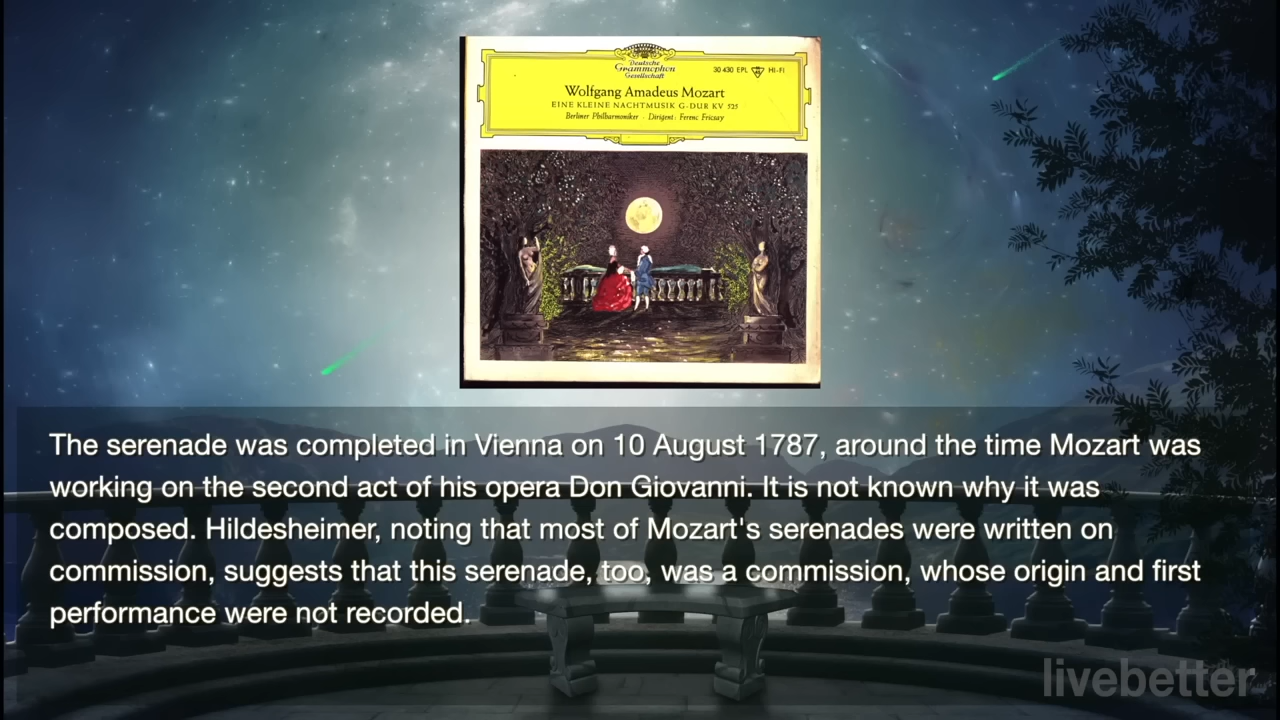 Deutsche
Grammophon
Gesellschaft
30 430 EPL HI-FI
Wolfgang Amadeus Mozart
EINE KLEINE NACHTMUSIK G-DUR KV 525
Berliner Philharmoniker · Dirigent: Ferenc Fricsay
The serenade was completed in Vienna on 10 August 1787, around the time Mozart was
working on the second act of his opera Don Giovanni. It is not known why it was
composed. Hildesheimer, noting that most of Mozart's serenades were written on
commission, suggests that this serenade, too, was a commission, whose origin and first
performance were not recorded.
livebetter